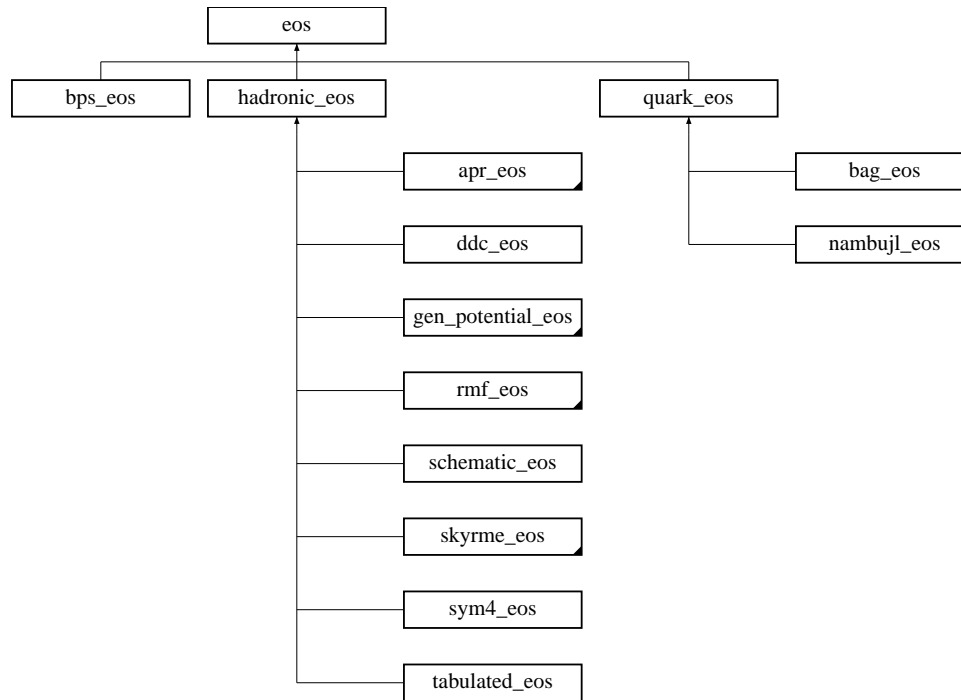 eos
bps_eos
hadronic_eos
quark_eos
apr_eos
bag_eos
ddc_eos
nambujl_eos
gen_potential_eos
rmf_eos
schematic_eos
skyrme_eos
sym4_eos
tabulated_eos